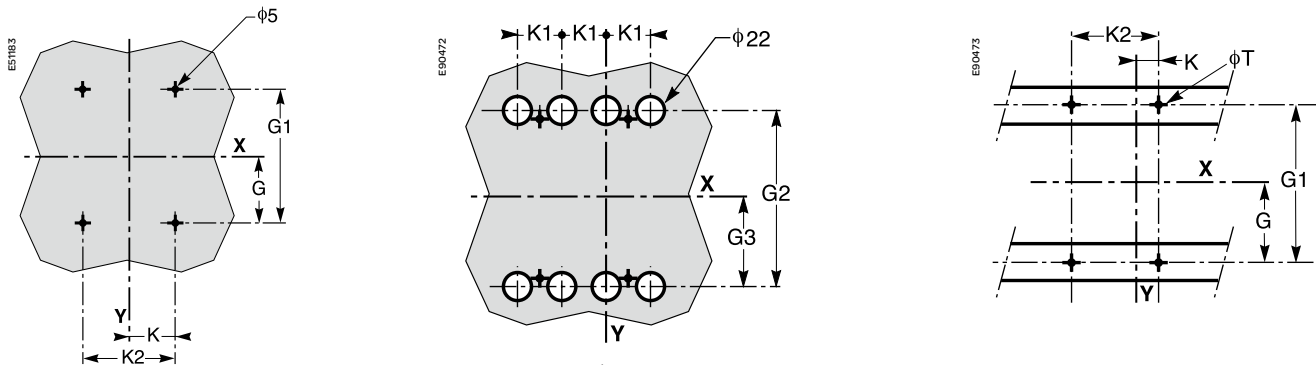 E51183
ϕ5
G1
X
G
Y
K
K2
E90472
K1 K1 K1
ϕ22
X
G2
G3
Y
E90473
K2
K
ϕT
X
G1
G
Y